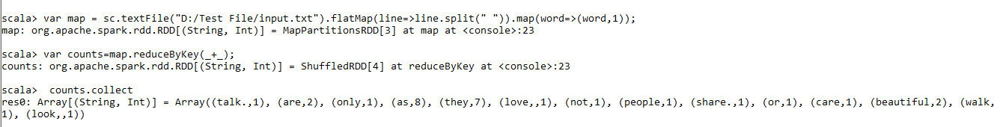 scala> var map = sc.textFile("D:/Test File/input.txt").flatMap(line=>line.split(" ")).map(word=>(word,1));
map: org.apache.spark.rdd.RDD[(String, Int)] = MapPartitionsRDD[3] at map at <console>:23
scala> var counts=map.reduceByKey(_+_);
counts: org.apache.spark.rdd.RDD[(String, Int)] = ShuffledRDD[4] at reduceByKey at <console>:23
scala>  counts.collect
res0: Array[(String, Int)] = Array((talk.,1), (are,2), (only,1), (as,8), (they,7), (love,,1), (not,1), (people,1), (share.,1), (or,1), (care,1), (beautiful,2), (walk,
1), (look,,1))